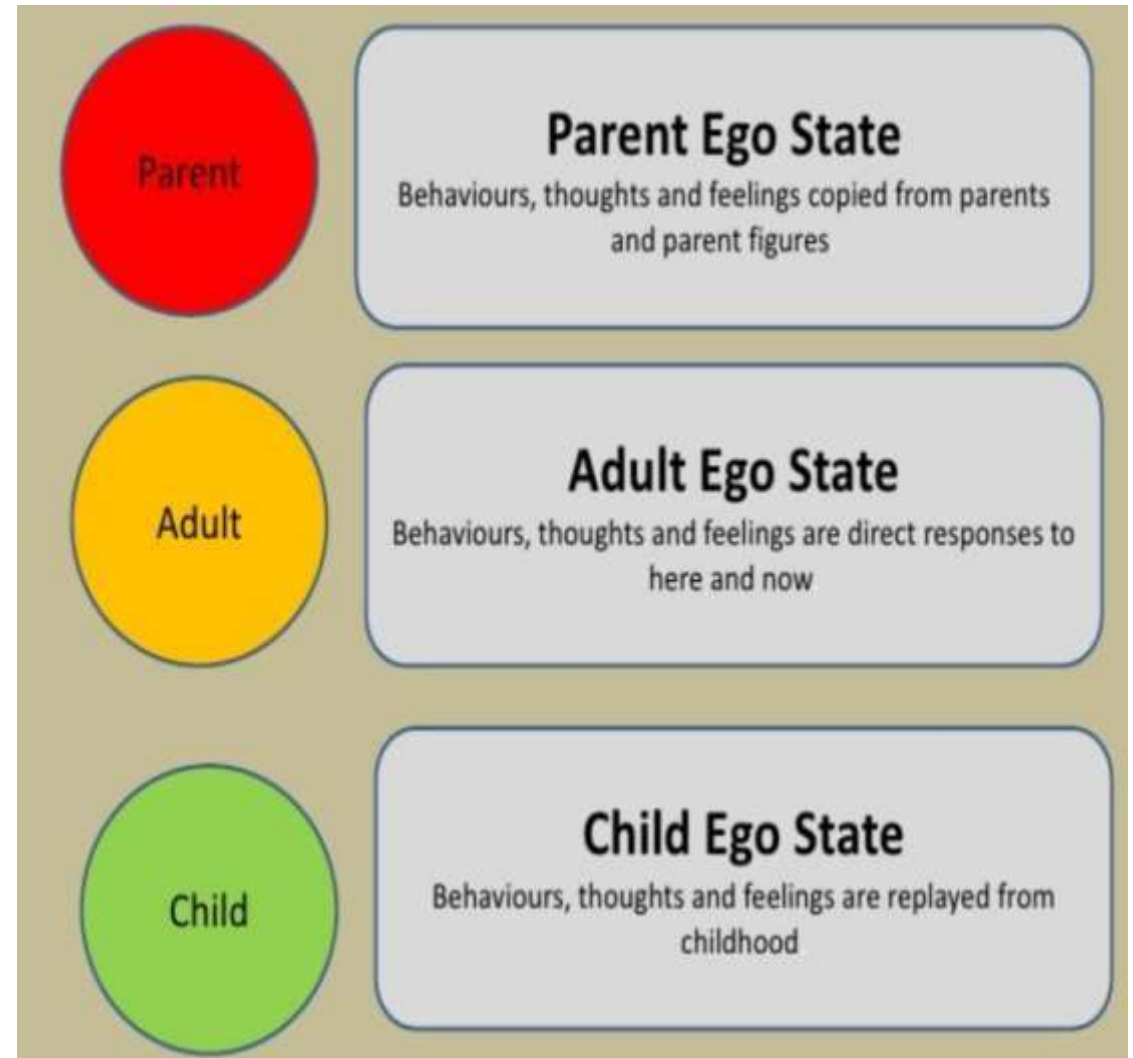 Parent
Parent Ego State
Behaviours, thoughts and feelings copied from parents
and parent figures
Adult
Adult Ego State
Behaviours, thoughts and feelings are direct responses to
here and now
Child
Child Ego State
Behaviours, thoughts and feelings are replayed from
childhood